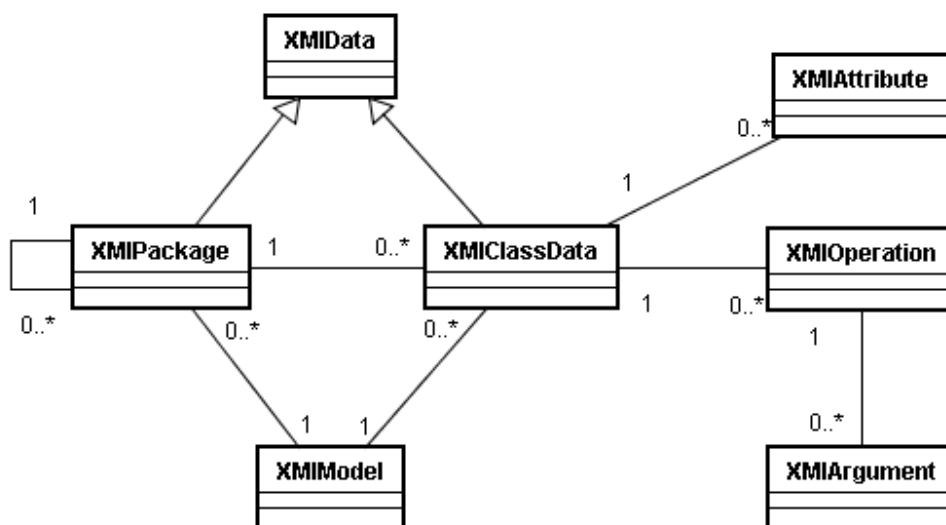 XMIData
XMIAttribute
0..*
1
1
XMIPackage
1
0..*
XMIClassData
XMIOperation
1
0..*
0..*
0..*
0..*
1
1
1
0..*
XMIModel
XMIArgument